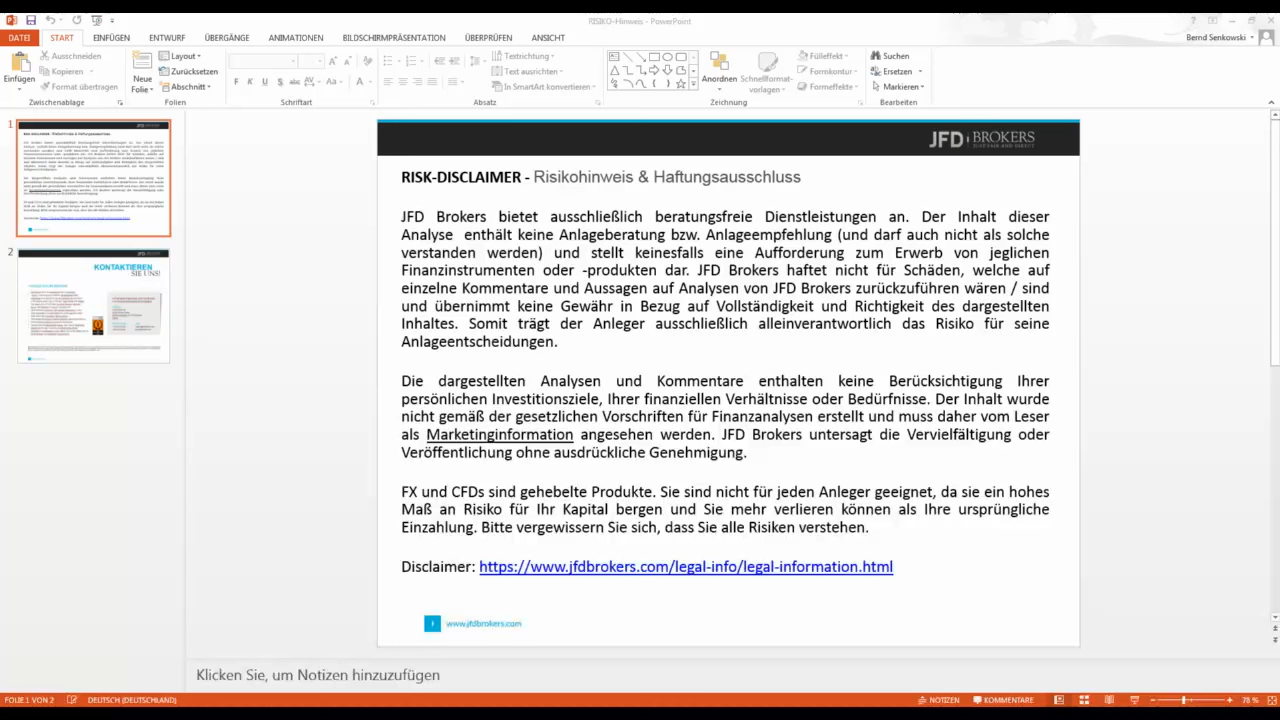 RISIKO-Hinweis - PowerPoint
DATEI START EINFÜGEN ENTWURF ÜBERGÄNGE ANIMATIONEN BILDSCHIRMPRÄSENTATION ÜBERPRÜFEN ANSICHT Bernd Senkowski
Einfügen
Ausschneiden
Kopieren
Format übertragen
Zwischenablage
Neue
Folie
Layout
Zurücksetzen
Abschnitt
Folien
F K U S abc AV Aa A
Schriftart
Textrichtung
Text ausrichten
In SmartArt konvertieren
Absatz
Anordnen
Schnellformat-
vorlagen
Fülleffekt
Formkontur
Formeffekte
Zeichnung
Suchen
Ersetzen
Markieren
Bearbeiten
1
2
KONTAKTIEREN
SIE UNS!
JFD BROKERS
JUST FAIR AND DIRECT
RISK-DISCLAIMER - Risikohinweis & Haftungsausschluss
JFD Brokers bietet ausschließlich beratungsfreie Dienstleistungen an. Der Inhalt dieser
Analyse enthält keine Anlageberatung bzw. Anlageempfehlung (und darf auch nicht als solche
verstanden werden) und stellt keinesfalls eine Aufforderung zum Erwerb von jeglichen
Finanzinstrumenten oder -produkten dar. JFD Brokers haftet nicht für Schäden, welche auf
einzelne Kommentare und Aussagen auf Analysen von JFD Brokers zurückzuführen wären / sind
und übernimmt keine Gewähr in Bezug auf Vollständigkeit und Richtigkeit des dargestellten
Inhaltes. Somit trägt der Anleger ausschließlich alleinverantwortlich das Risiko für seine
Anlageentscheidungen.
Die dargestellten Analysen und Kommentare enthalten keine Berücksichtigung Ihrer
persönlichen Investitionsziele, Ihrer finanziellen Verhältnisse oder Bedürfnisse. Der Inhalt wurde
nicht gemäß der gesetzlichen Vorschriften für Finanzanalysen erstellt und muss daher vom Leser
als Marketinginformation angesehen werden. JFD Brokers untersagt die Vervielfältigung oder
Veröffentlichung ohne ausdrückliche Genehmigung.
FX und CFDs sind gehebelte Produkte. Sie sind nicht für jeden Anleger geeignet, da sie ein hohes
Maß an Risiko für Ihr Kapital bergen und Sie mehr verlieren können als Ihre ursprüngliche
Einzahlung. Bitte vergewissern Sie sich, dass Sie alle Risiken verstehen.
Disclaimer: https://www.jfdbrokers.com/legal-info/legal-information.html
www.jfdbrokers.com
Klicken Sie, um Notizen hinzuzufügen
FOLIE 1 VON 2 DEUTSCH (DEUTSCHLAND) NOTIZEN KOMMENTARE 78 %